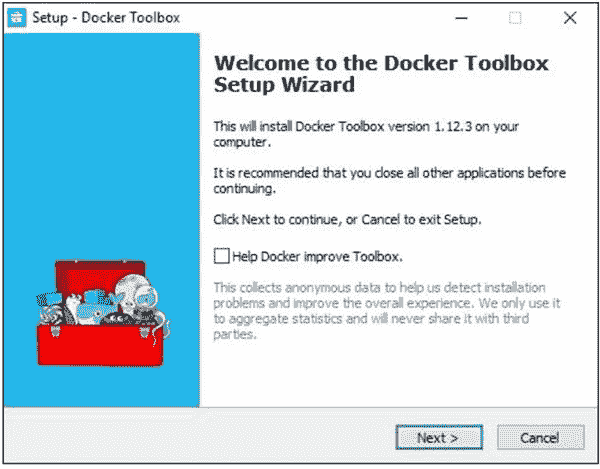 Setup - Docker Toolbox
Welcome to the Docker Toolbox
Setup Wizard
This will install Docker Toolbox version 1.12.3 on your
computer.
It is recommended that you close all other applications before
continuing.
Click Next to continue, or Cancel to exit Setup.
Help Docker improve Toolbox.
This collects anonymous data to help us detect installation
problems and improve the overall experience. We only use it
to aggregate statistics and will never share it with third
parties.
Next >
Cancel